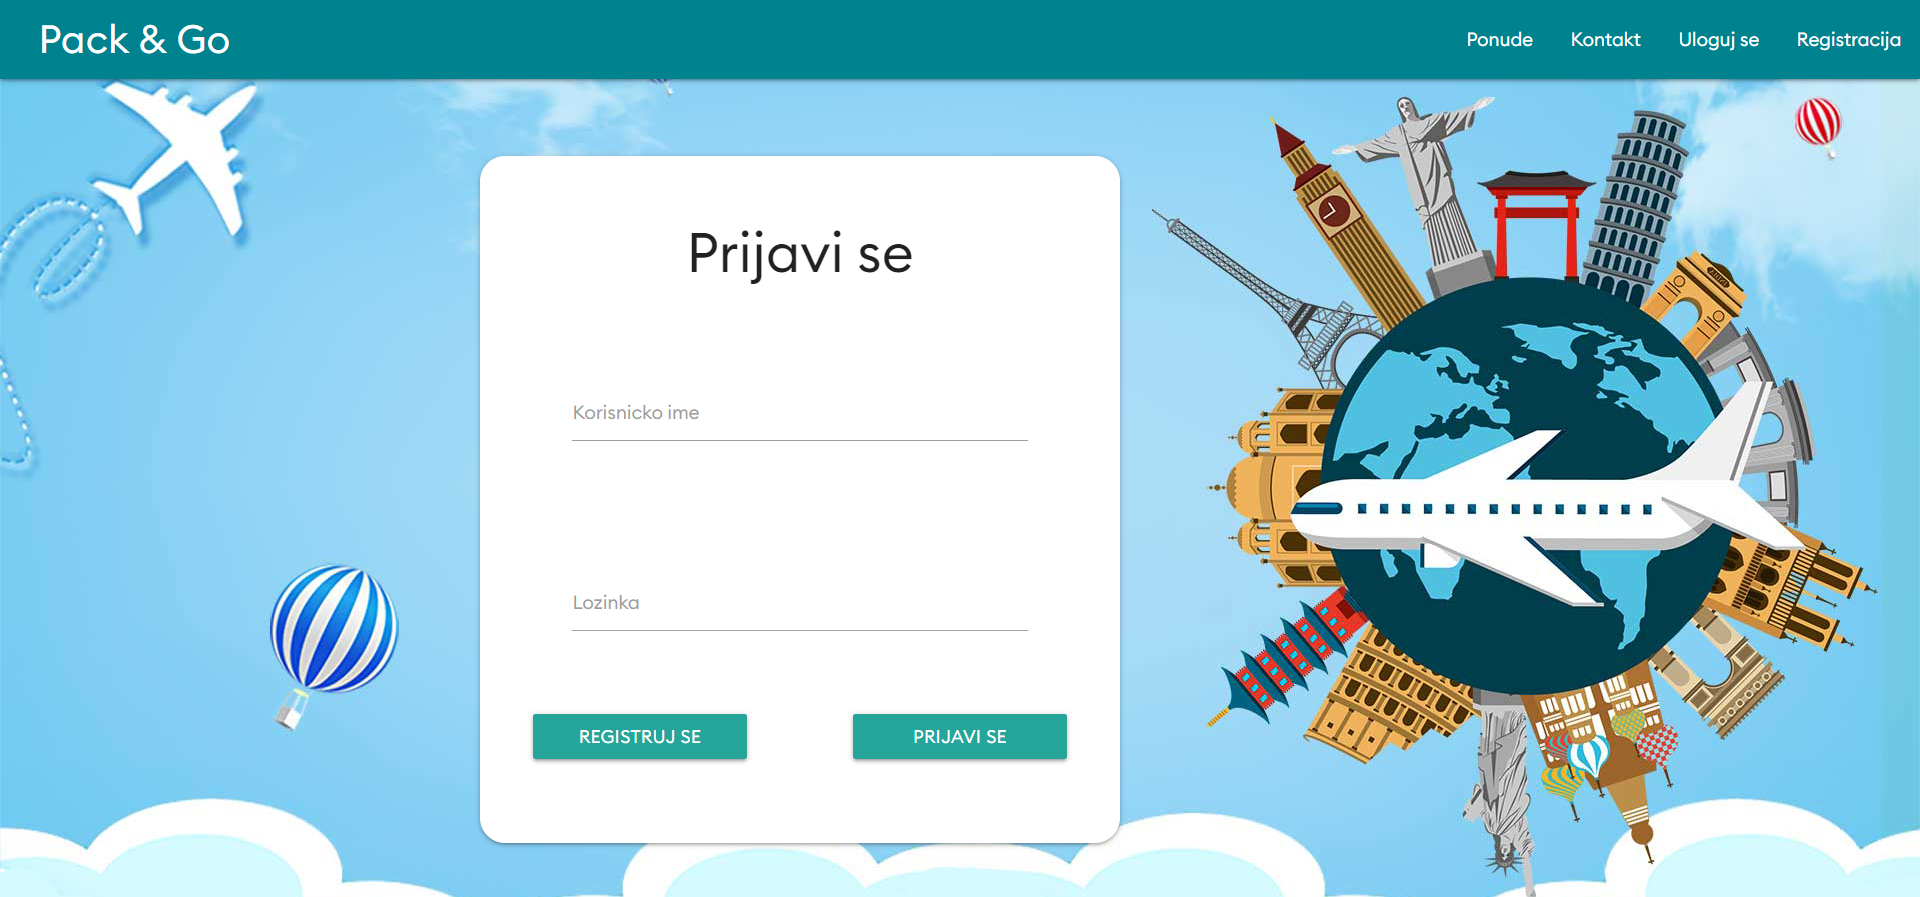 Pack & Go
Ponude Kontakt Uloguj se Registracija
Prijavi se
Korisnicko ime
Lozinka
REGISTRUJ SE PRIJAVI SE